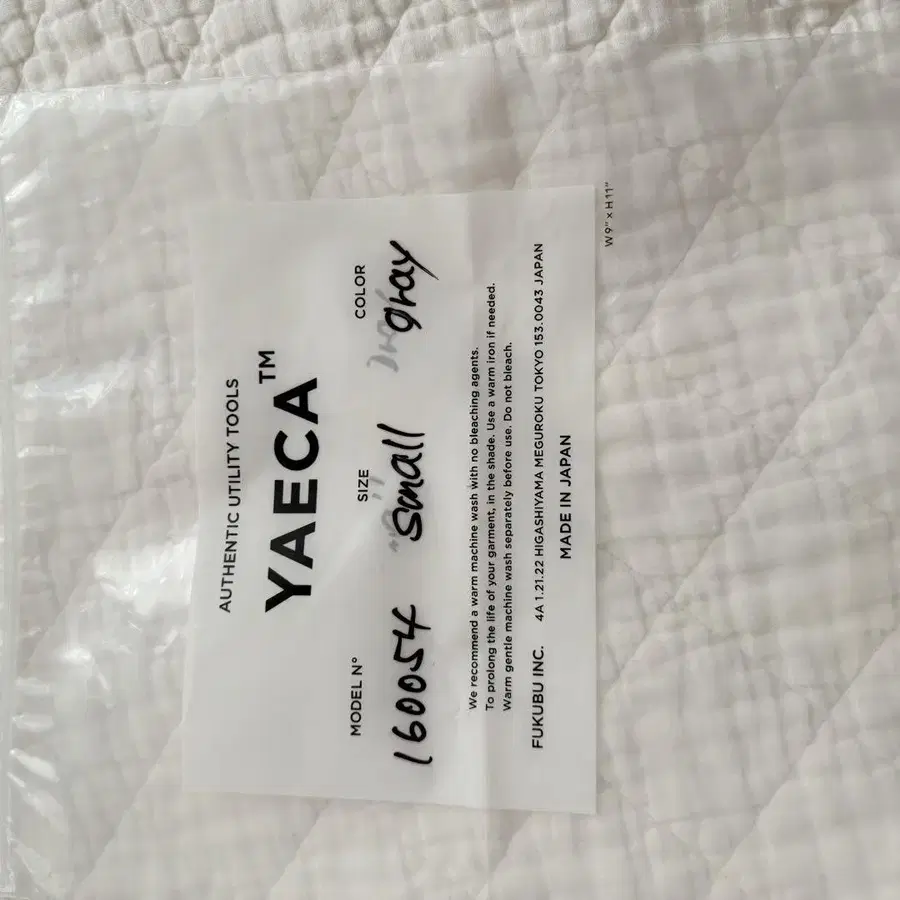 AUTHENTIC UTILITY TOOLS
YAECA™
MODEL N° SIZE COLOR
160054 small gray
We recommend a warm machine wash with no bleaching agents.
To prolong the life of your garment, in the shade. Use a warm iron if needed.
Warm gentle machine wash separately before use. Do not bleach.
FUKUBU INC. 4A 1.21.22 HIGASHIYAMA MEGUROKU TOKYO 153.0043 JAPAN
MADE IN JAPAN
W 9" x H 11"